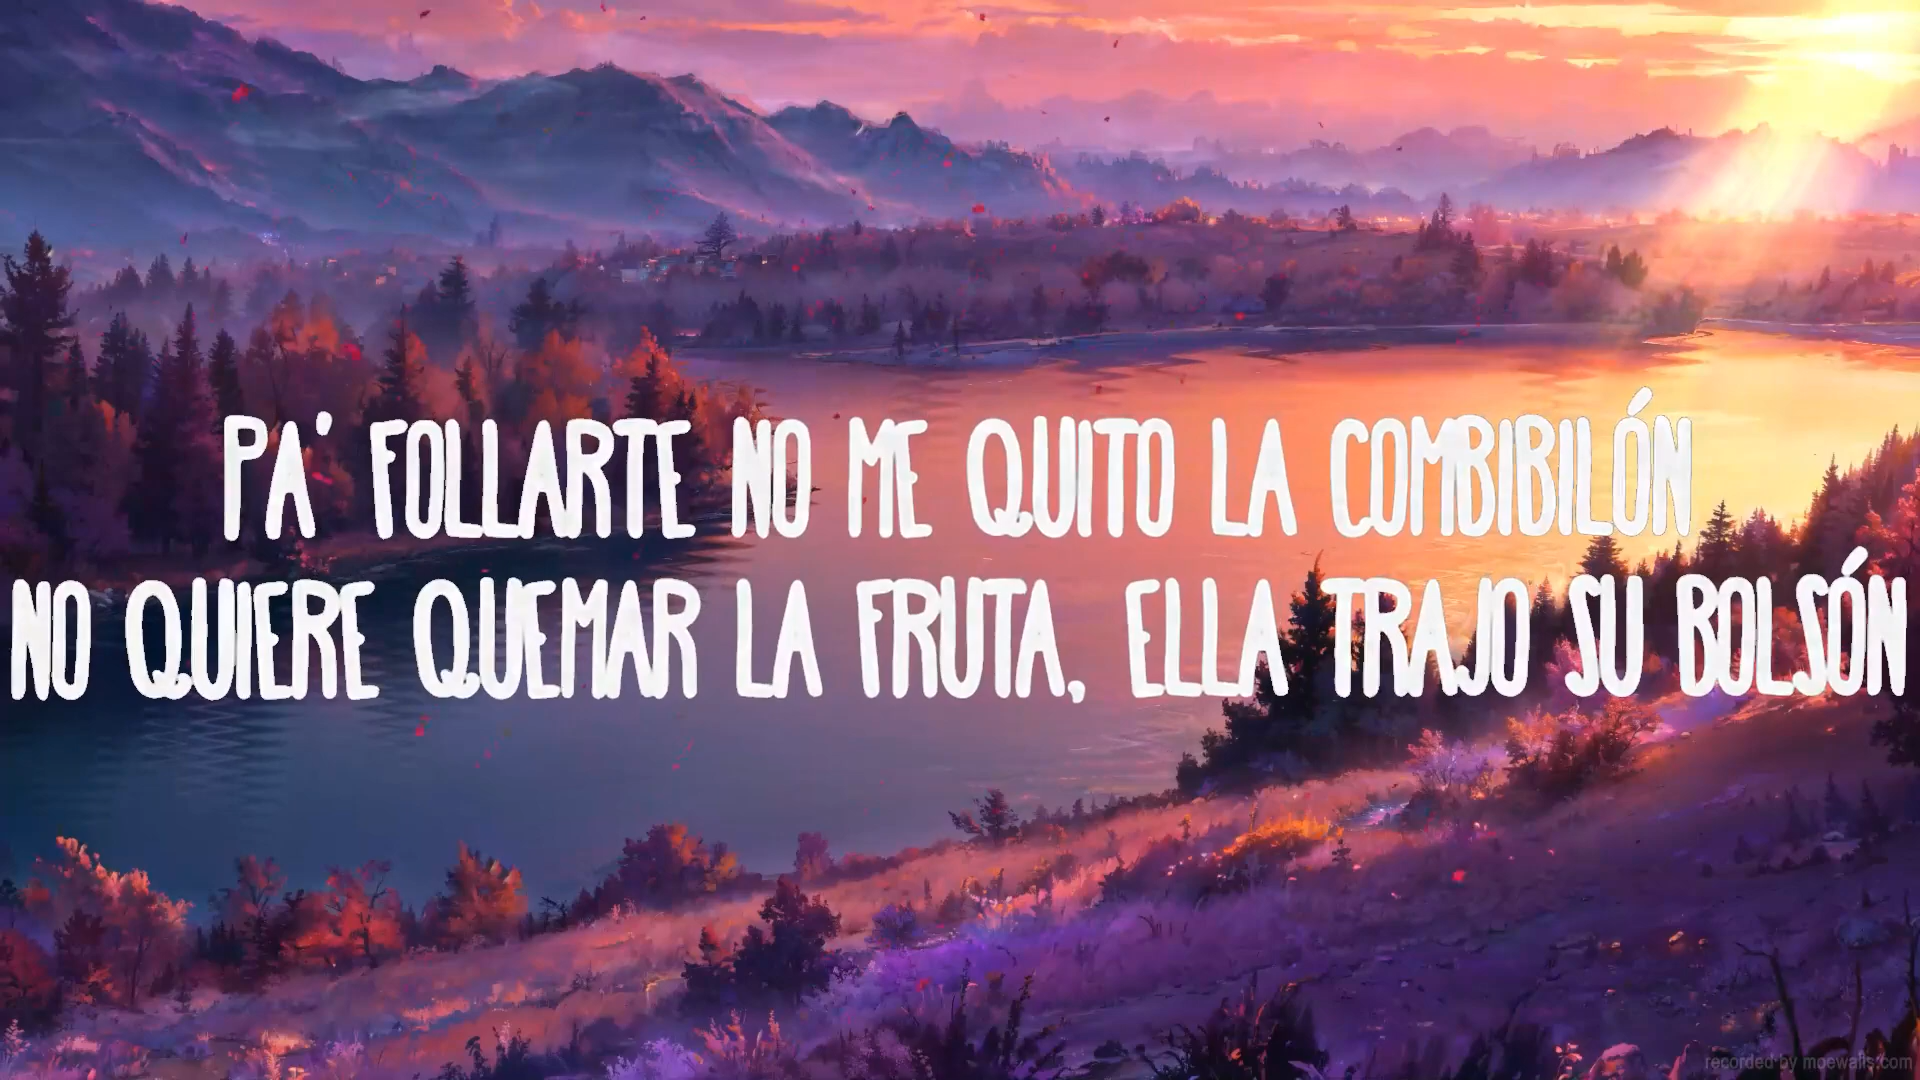 PA' FOLLARTE NO ME QUITO LA COMBIBILÓN
NO QUIERE QUEMAR LA FRUTA, ELLA TRAJO SU BOLSÓN
recorded by moewalls.com